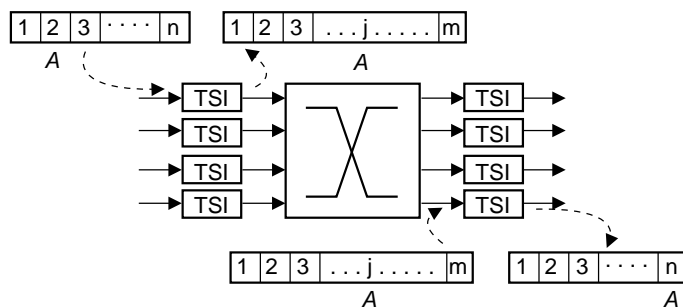 1 2 3 · · · · n
1 2 3 . . . j . . . . . m
A
A
TSI TSI
TSI TSI
TSI TSI
TSI TSI
1 2 3 . . . j . . . . . m
1 2 3 · · · · n
A
A